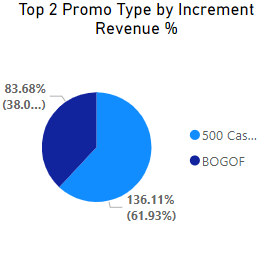 Top 2 Promo Type by Increment
Revenue %
83.68%
(38.0...)
500 Cas...
BOGOF
136.11%
(61.93%)